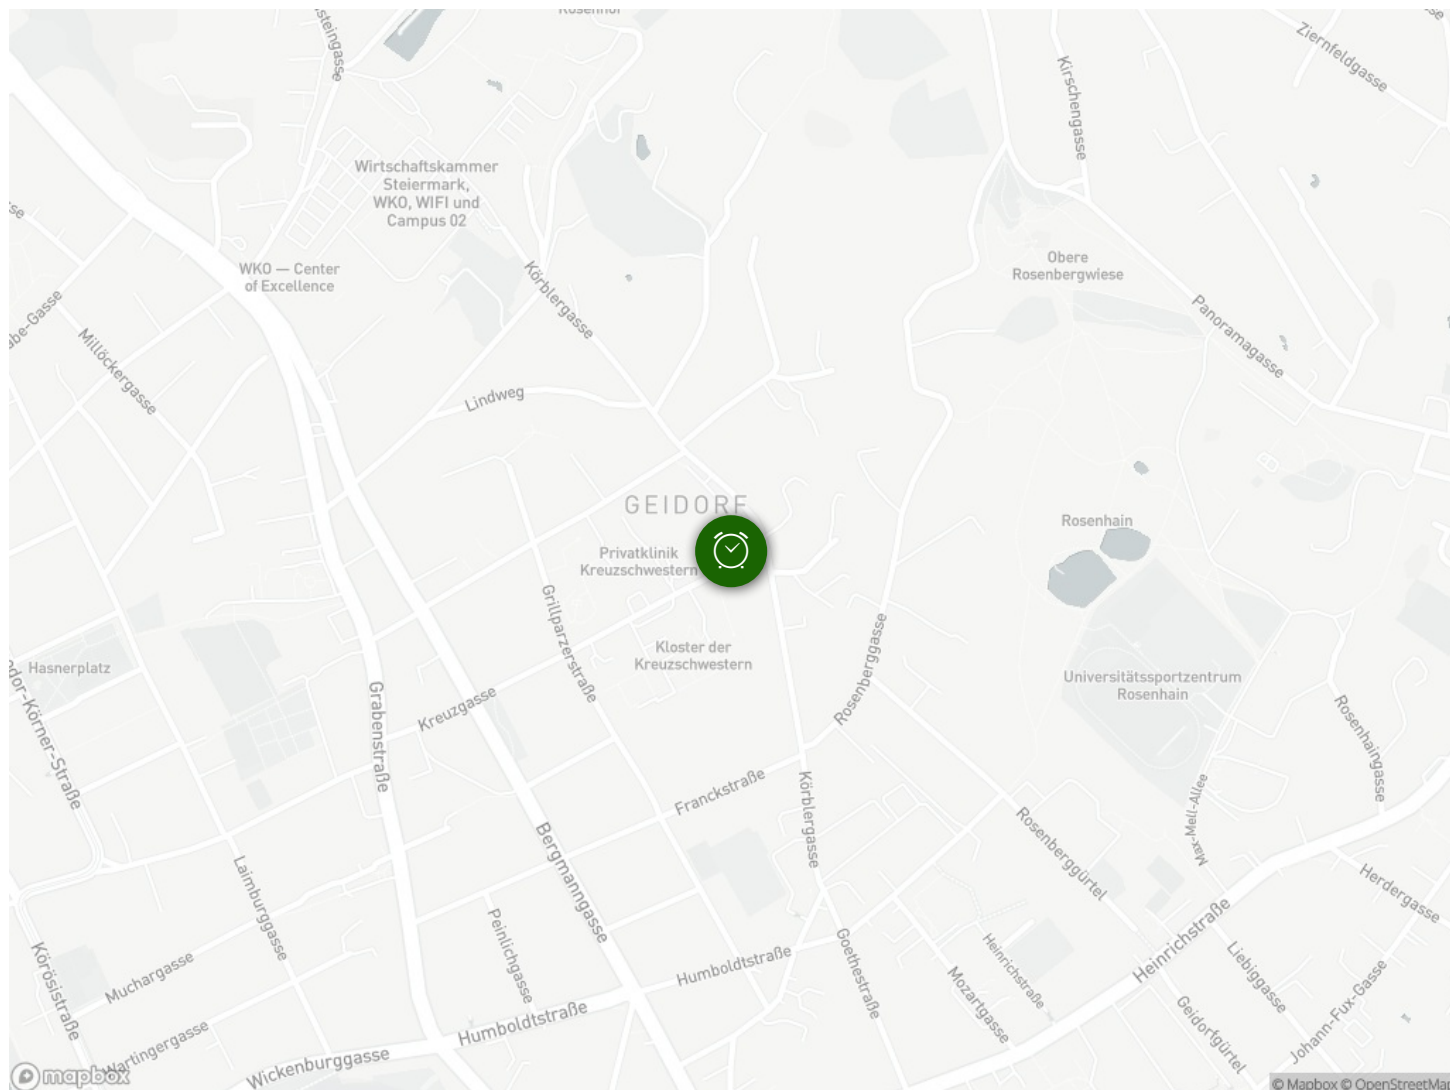 Rosenhof
Ziernfeldgasse
Kirschengasse
Wirtschaftskammer
Steiermark,
WKO, WIFI und
Campus 02
WKO — Center
of Excellence
Körblergasse
Obere
Rosenbergwiese
Panoramagasse
Millöckergasse
Lindweg
GEIDORF
Rosenhain
Privatklinik
Kreuzschwestern
Grillparzerstraße
Kloster der
Kreuzschwestern
Rosenberggasse
Hasnerplatz
Universitätssportzentrum
Rosenhain
Kreuzgasse
Grabenstraße
Rosenhaingasse
Franckstraße
Körblergasse
Max-Mell-Allee
Rosenberggürtel
Bergmanngasse
Laimburggasse
Herdergasse
Peinlichgasse
Heinrichstraße
Körösistraße
Muchargasse
Humboldtstraße
Goethestraße
Heinrichstraße
Mozartgasse
Liebiggasse
Johann-Fux-Gasse
Geidorfgürtel
Humboldtstraße
Wartingergasse
Wickenburggasse
mapbox
© Mapbox © OpenStreetMap